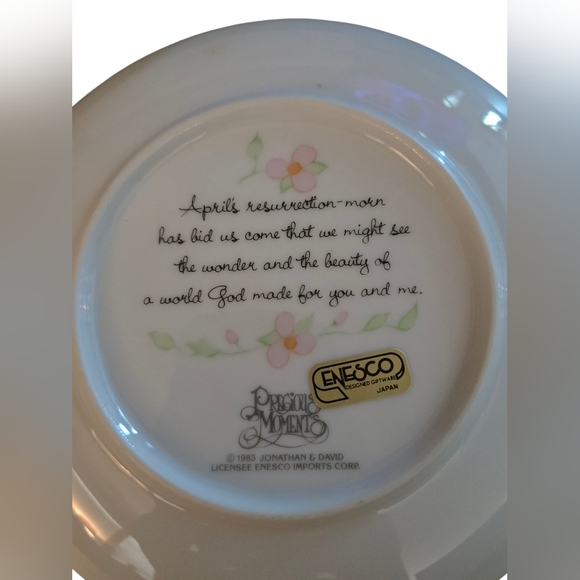 April's resurrection-morn
has bid us come that we might see
the wonder and the beauty of
a world God made for you and me.
ENESCO
DESIGNED GIFTWARE
JAPAN
PRECIOUS
MOMENTS
© 1983 JONATHAN & DAVID
LICENSEE ENESCO IMPORTS CORP.